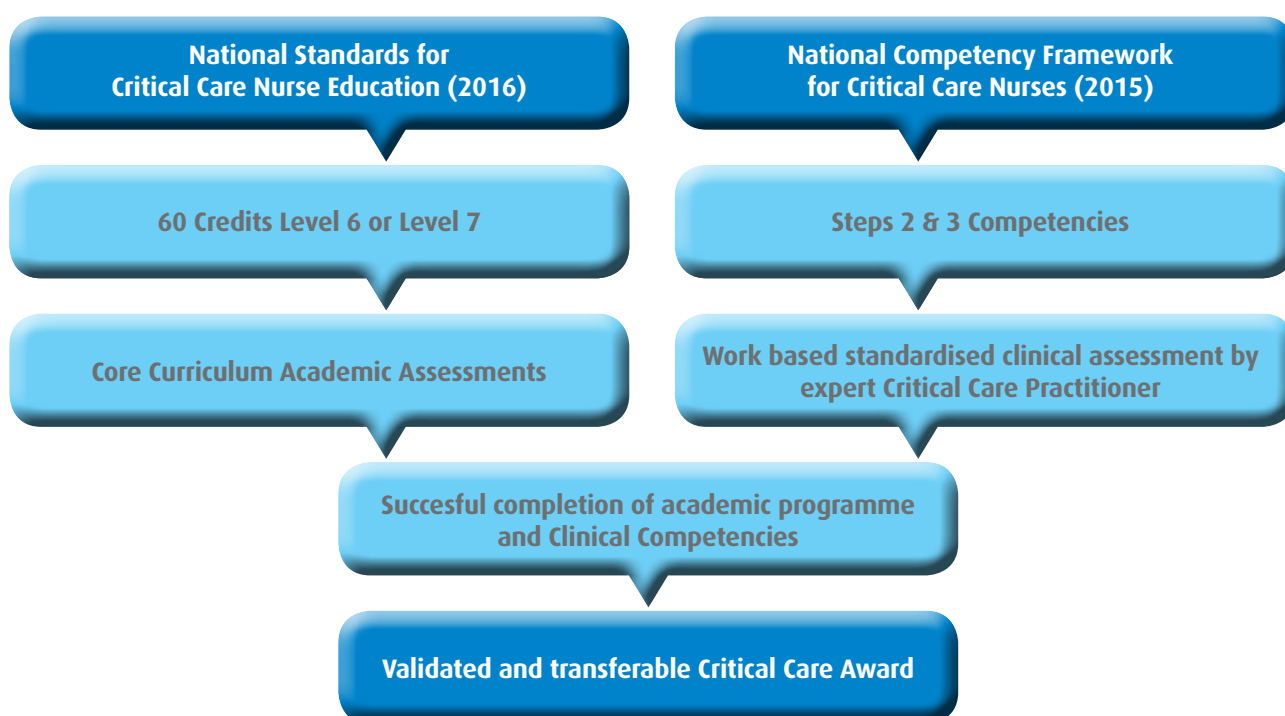 National Standards for
Critical Care Nurse Education (2016)
National Competency Framework
for Critical Care Nurses (2015)
60 Credits Level 6 or Level 7
Steps 2 & 3 Competencies
Core Curriculum Academic Assessments
Work based standardised clinical assessment by
expert Critical Care Practitioner
Succesful completion of academic programme
and Clinical Competencies
Validated and transferable Critical Care Award